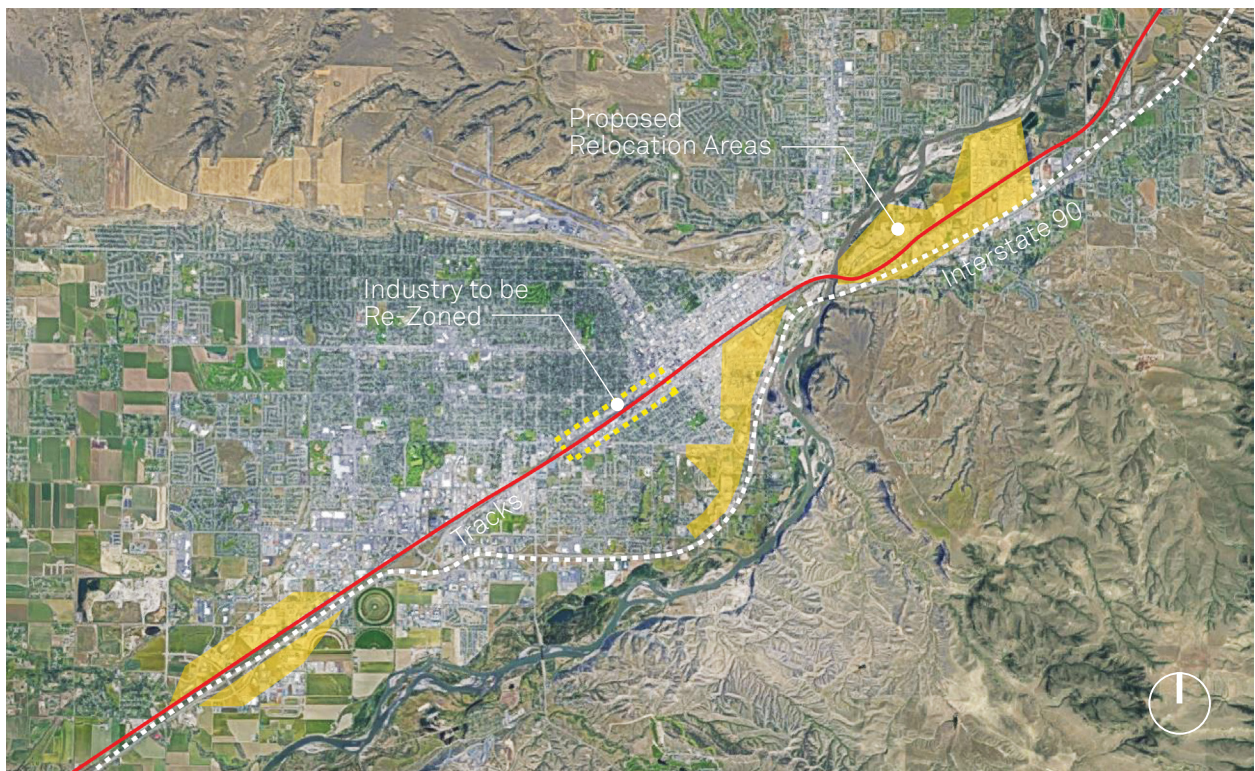 Proposed
Relocation Areas
Interstate 90
Industry to be
Re-Zoned
Tracks